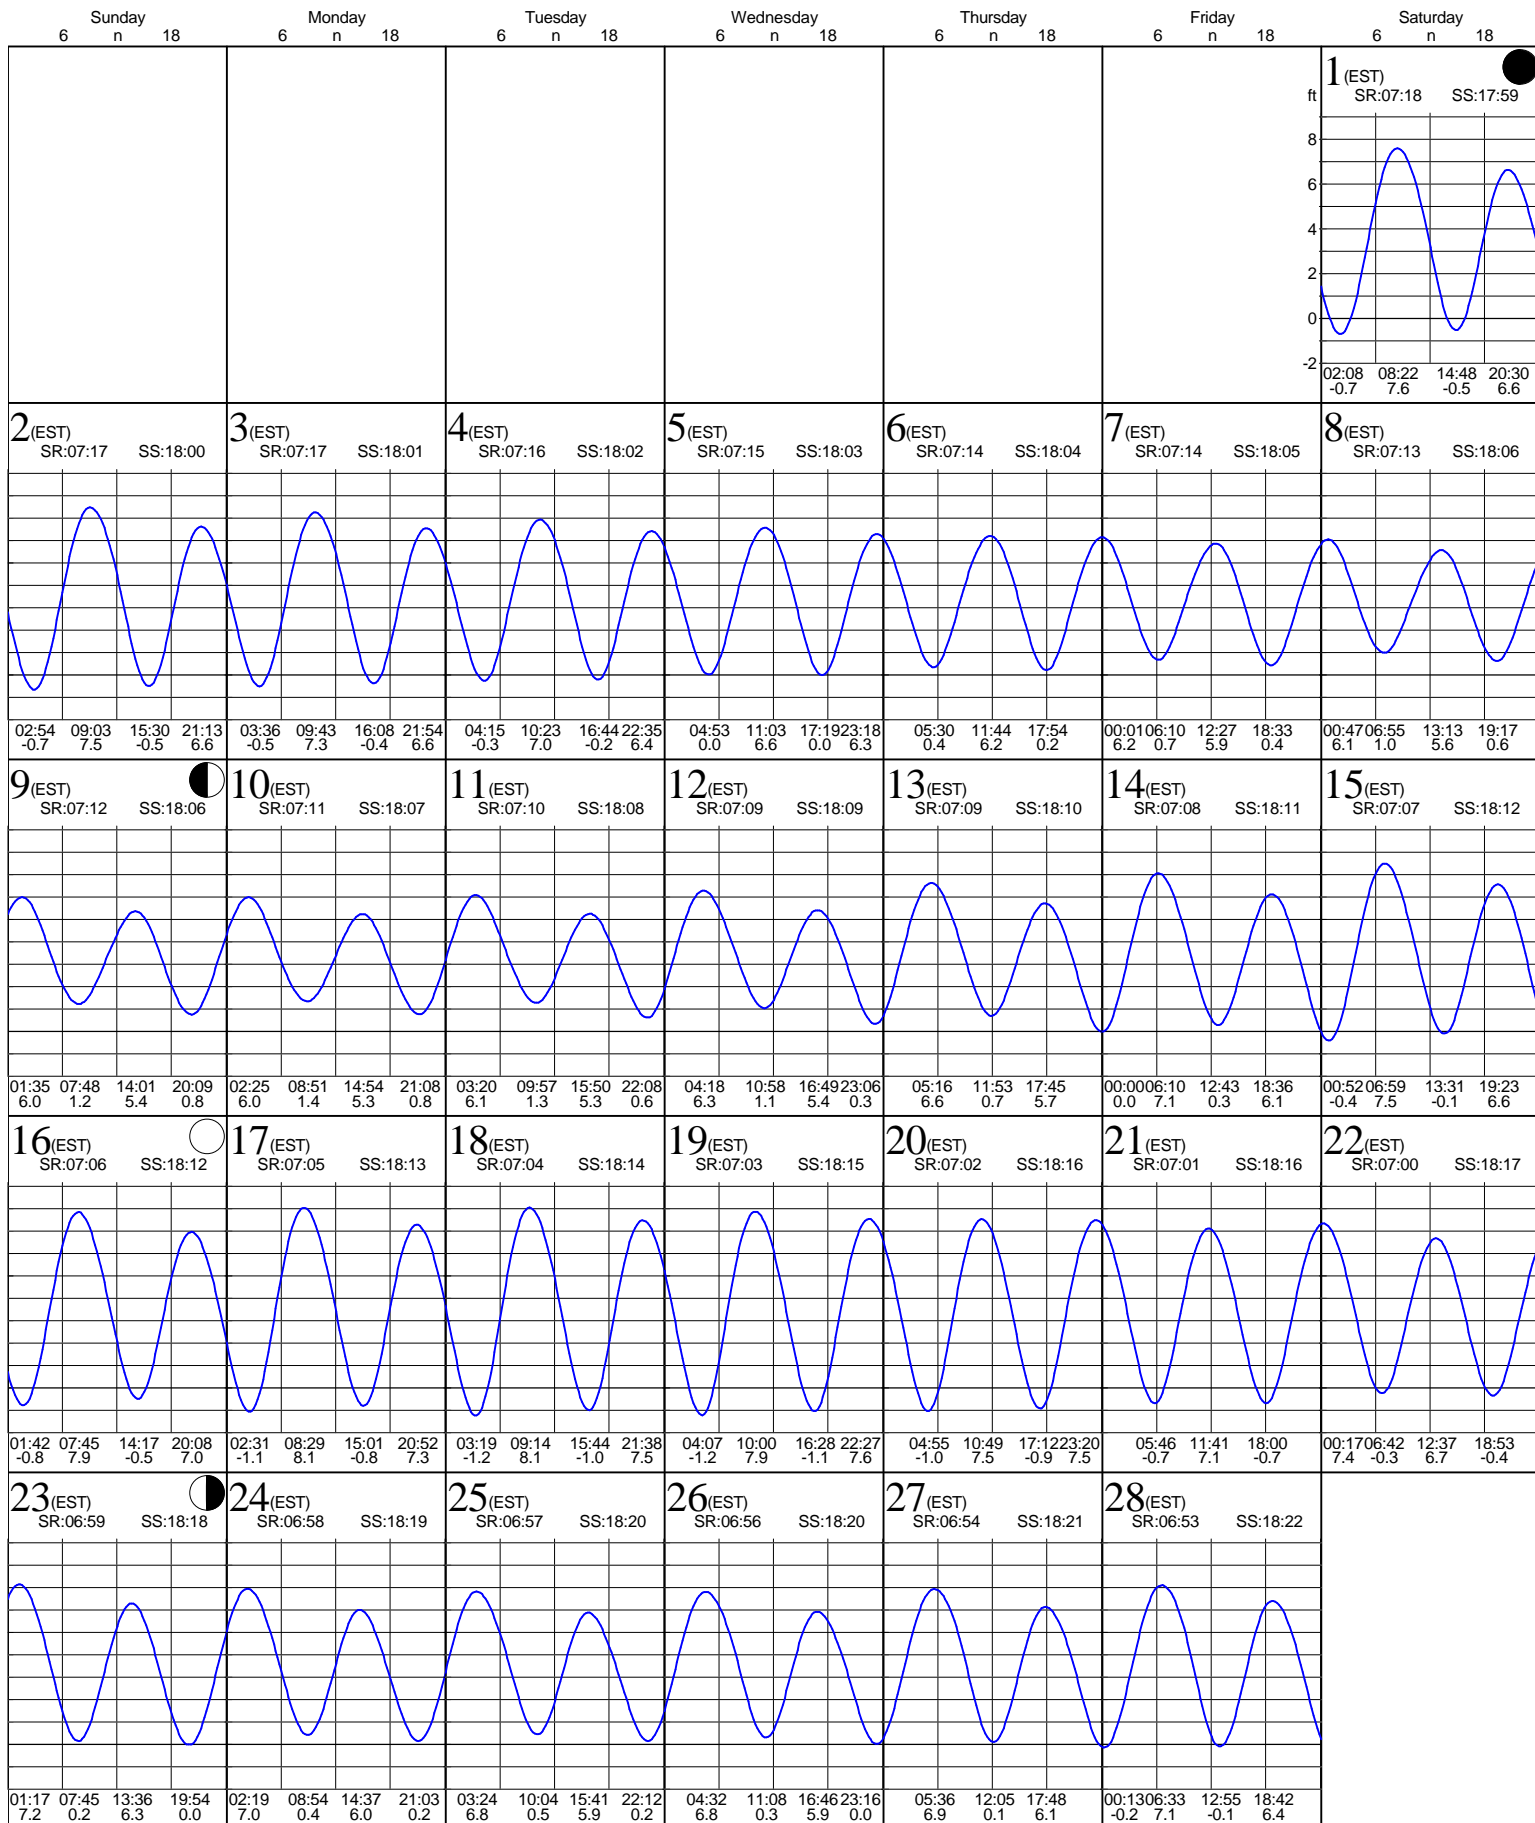 Sunday Monday Tuesday Wednesday Thursday Friday Saturday
6 n 18 6 n 18 6 n 18 6 n 18 6 n 18 6 n 18 6 n 18
1(EST)
ft SR:07:18 SS:17:59
8
6
4
2
0
-2
02:08 08:22 14:48 20:30
-0.7 7.6 -0.5 6.6
2(EST) 3(EST) 4(EST) 5(EST) 6(EST) 7(EST) 8(EST)
SR:07:17 SS:18:00 SR:07:17 SS:18:01 SR:07:16 SS:18:02 SR:07:15 SS:18:03 SR:07:14 SS:18:04 SR:07:14 SS:18:05 SR:07:13 SS:18:06
02:54 09:03 15:30 21:13 03:36 09:43 16:08 21:54 04:15 10:23 16:44 22:35 04:53 11:03 17:19 23:18 05:30 11:44 17:54 00:01 06:10 12:27 18:33 00:47 06:55 13:13 19:17
-0.7 7.5 -0.5 6.6 -0.5 7.3 -0.4 6.6 -0.3 7.0 -0.2 6.4 0.0 6.6 0.0 6.3 0.4 6.2 0.2 6.2 0.7 5.9 0.4 6.1 1.0 5.6 0.6
9(EST) 10(EST) 11(EST) 12(EST) 13(EST) 14(EST) 15(EST)
SR:07:12 SS:18:06 SR:07:11 SS:18:07 SR:07:10 SS:18:08 SR:07:09 SS:18:09 SR:07:09 SS:18:10 SR:07:08 SS:18:11 SR:07:07 SS:18:12
01:35 07:48 14:01 20:09 02:25 08:51 14:54 21:08 03:20 09:57 15:50 22:08 04:18 10:58 16:49 23:06 05:16 11:53 17:45 00:00 06:10 12:43 18:36 00:52 06:59 13:31 19:23
6.0 1.2 5.4 0.8 6.0 1.4 5.3 0.8 6.1 1.3 5.3 0.6 6.3 1.1 5.4 0.3 6.6 0.7 5.7 0.0 7.1 0.3 6.1 -0.4 7.5 -0.1 6.6
16(EST) 17(EST) 18(EST) 19(EST) 20(EST) 21(EST) 22(EST)
SR:07:06 SS:18:12 SR:07:05 SS:18:13 SR:07:04 SS:18:14 SR:07:03 SS:18:15 SR:07:02 SS:18:16 SR:07:01 SS:18:16 SR:07:00 SS:18:17
01:42 07:45 14:17 20:08 02:31 08:29 15:01 20:52 03:19 09:14 15:44 21:38 04:07 10:00 16:28 22:27 04:55 10:49 17:12 23:20 05:46 11:41 18:00 00:17 06:42 12:37 18:53
-0.8 7.9 -0.5 7.0 -1.1 8.1 -0.8 7.3 -1.2 8.1 -1.0 7.5 -1.2 7.9 -1.1 7.6 -1.0 7.5 -0.9 7.5 -0.7 7.1 -0.7 7.4 -0.3 6.7 -0.4
23(EST) 24(EST) 25(EST) 26(EST) 27(EST) 28(EST)
SR:06:59 SS:18:18 SR:06:58 SS:18:19 SR:06:57 SS:18:20 SR:06:56 SS:18:20 SR:06:54 SS:18:21 SR:06:53 SS:18:22
01:17 07:45 13:36 19:54 02:19 08:54 14:37 21:03 03:24 10:04 15:41 22:12 04:32 11:08 16:46 23:16 05:36 12:05 17:48 00:13 06:33 12:55 18:42
7.2 0.2 6.3 0.0 7.0 0.4 6.0 0.2 6.8 0.5 5.9 0.2 6.8 0.3 5.9 0.0 6.9 0.1 6.1 -0.2 7.1 -0.1 6.4